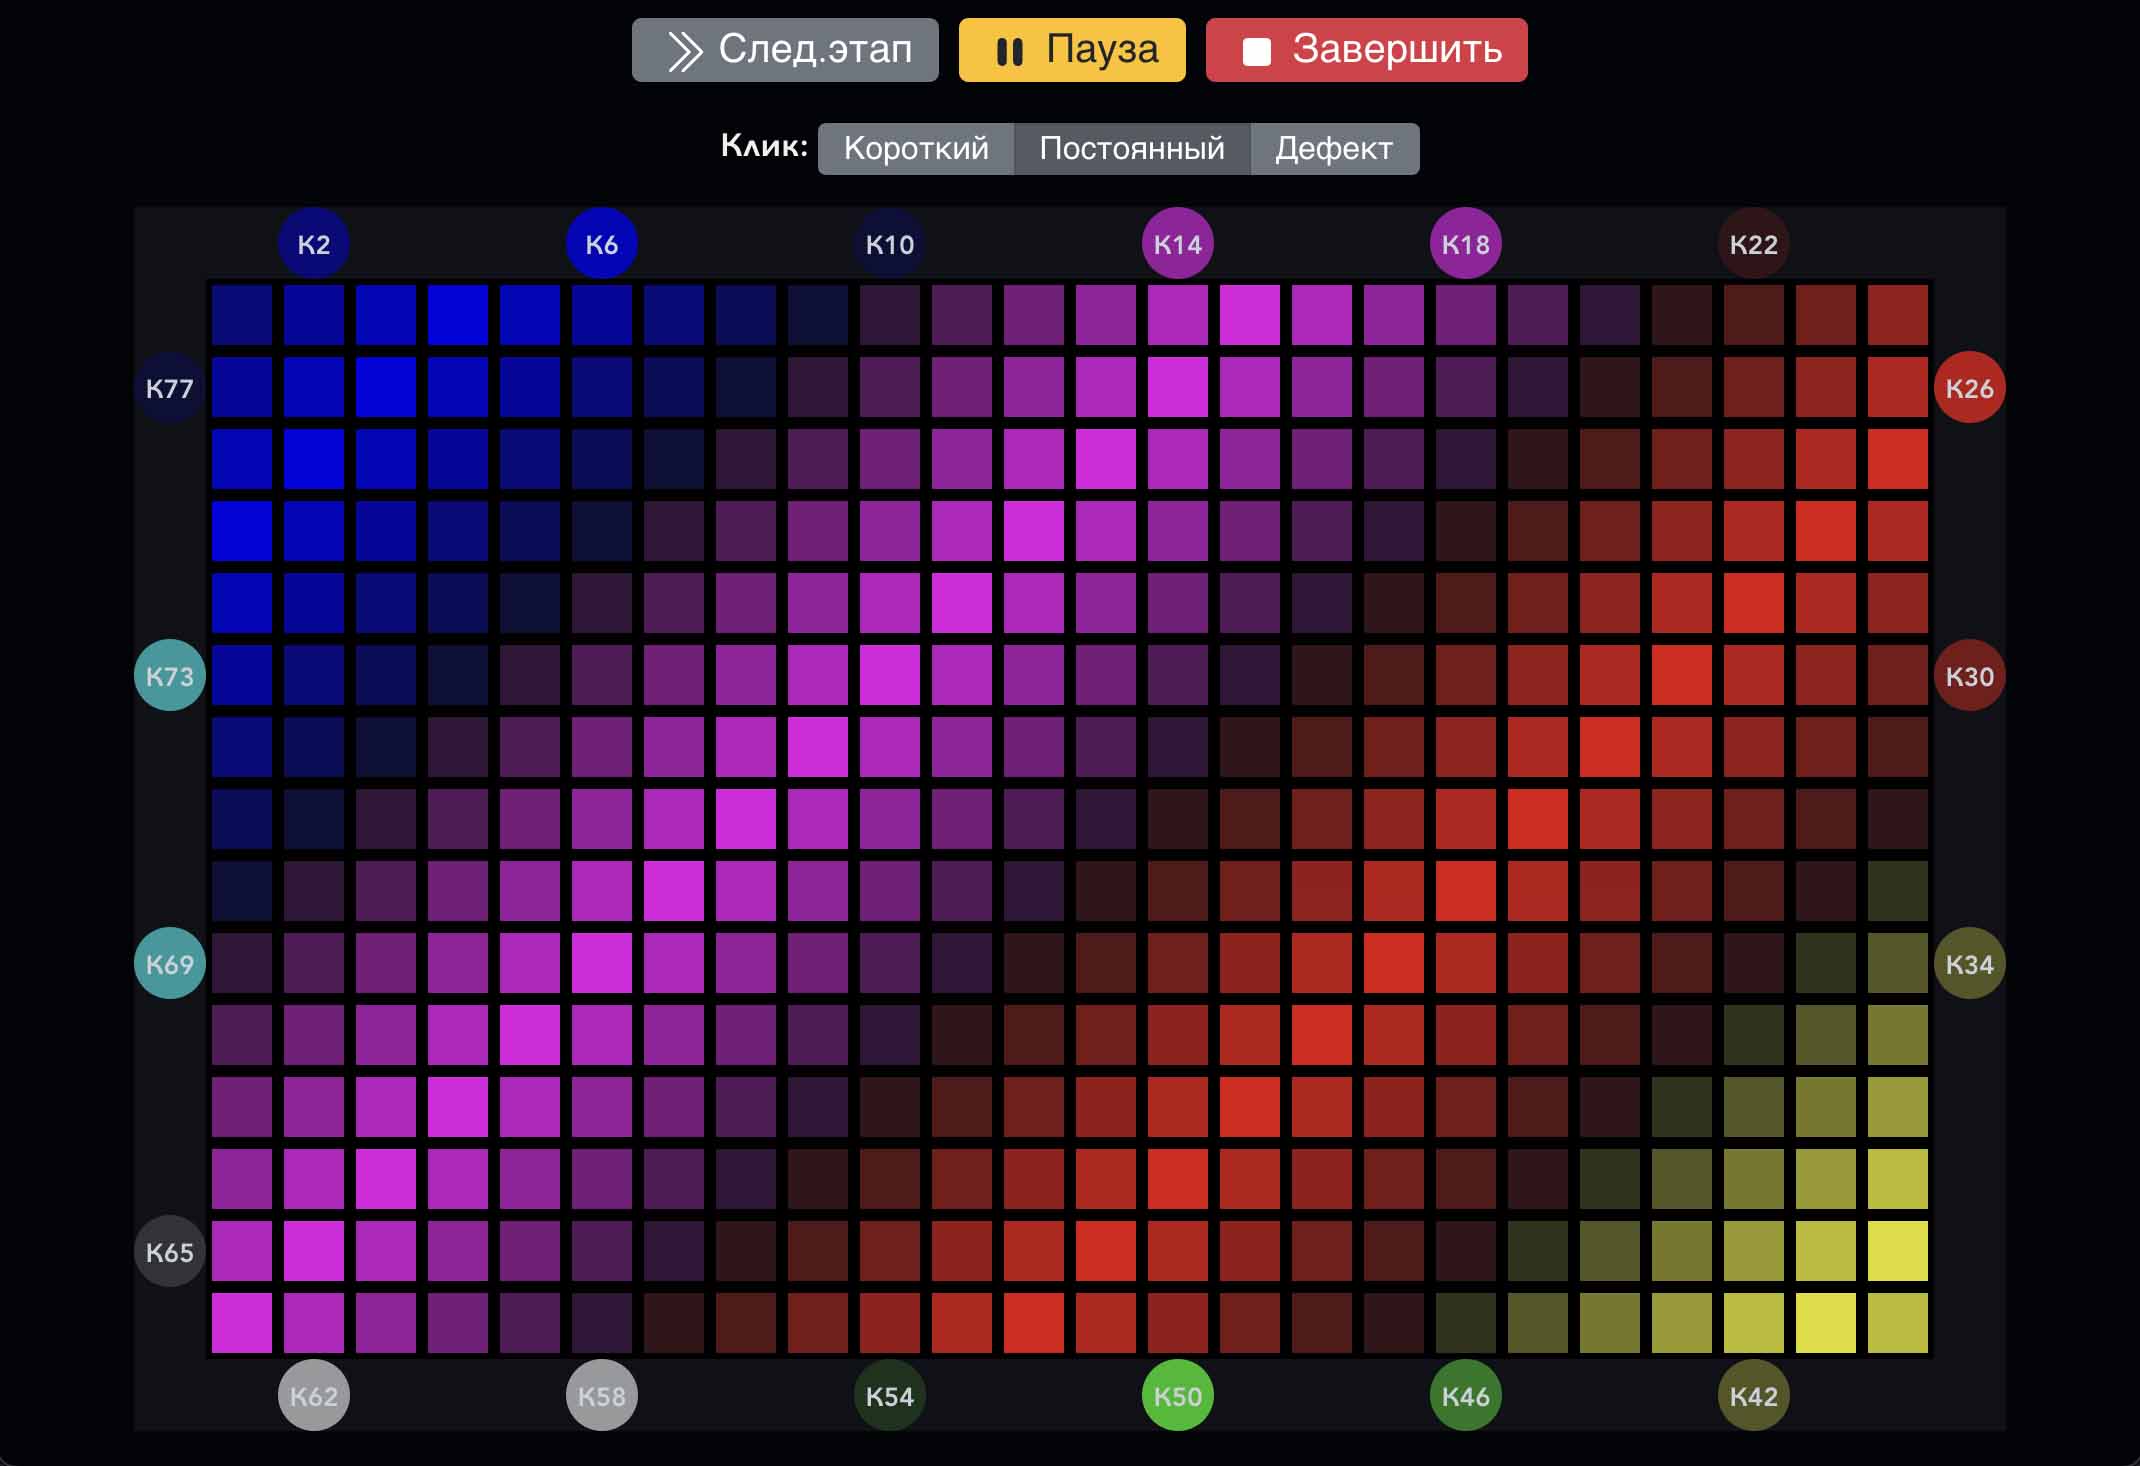 След.этап Пауза Завершить
Клик: Короткий Постоянный Дефект
K2 K6 K10 K14 K18 K22
K77 K26
K73 K30
K69 K34
K65
K62 K58 K54 K50 K46 K42